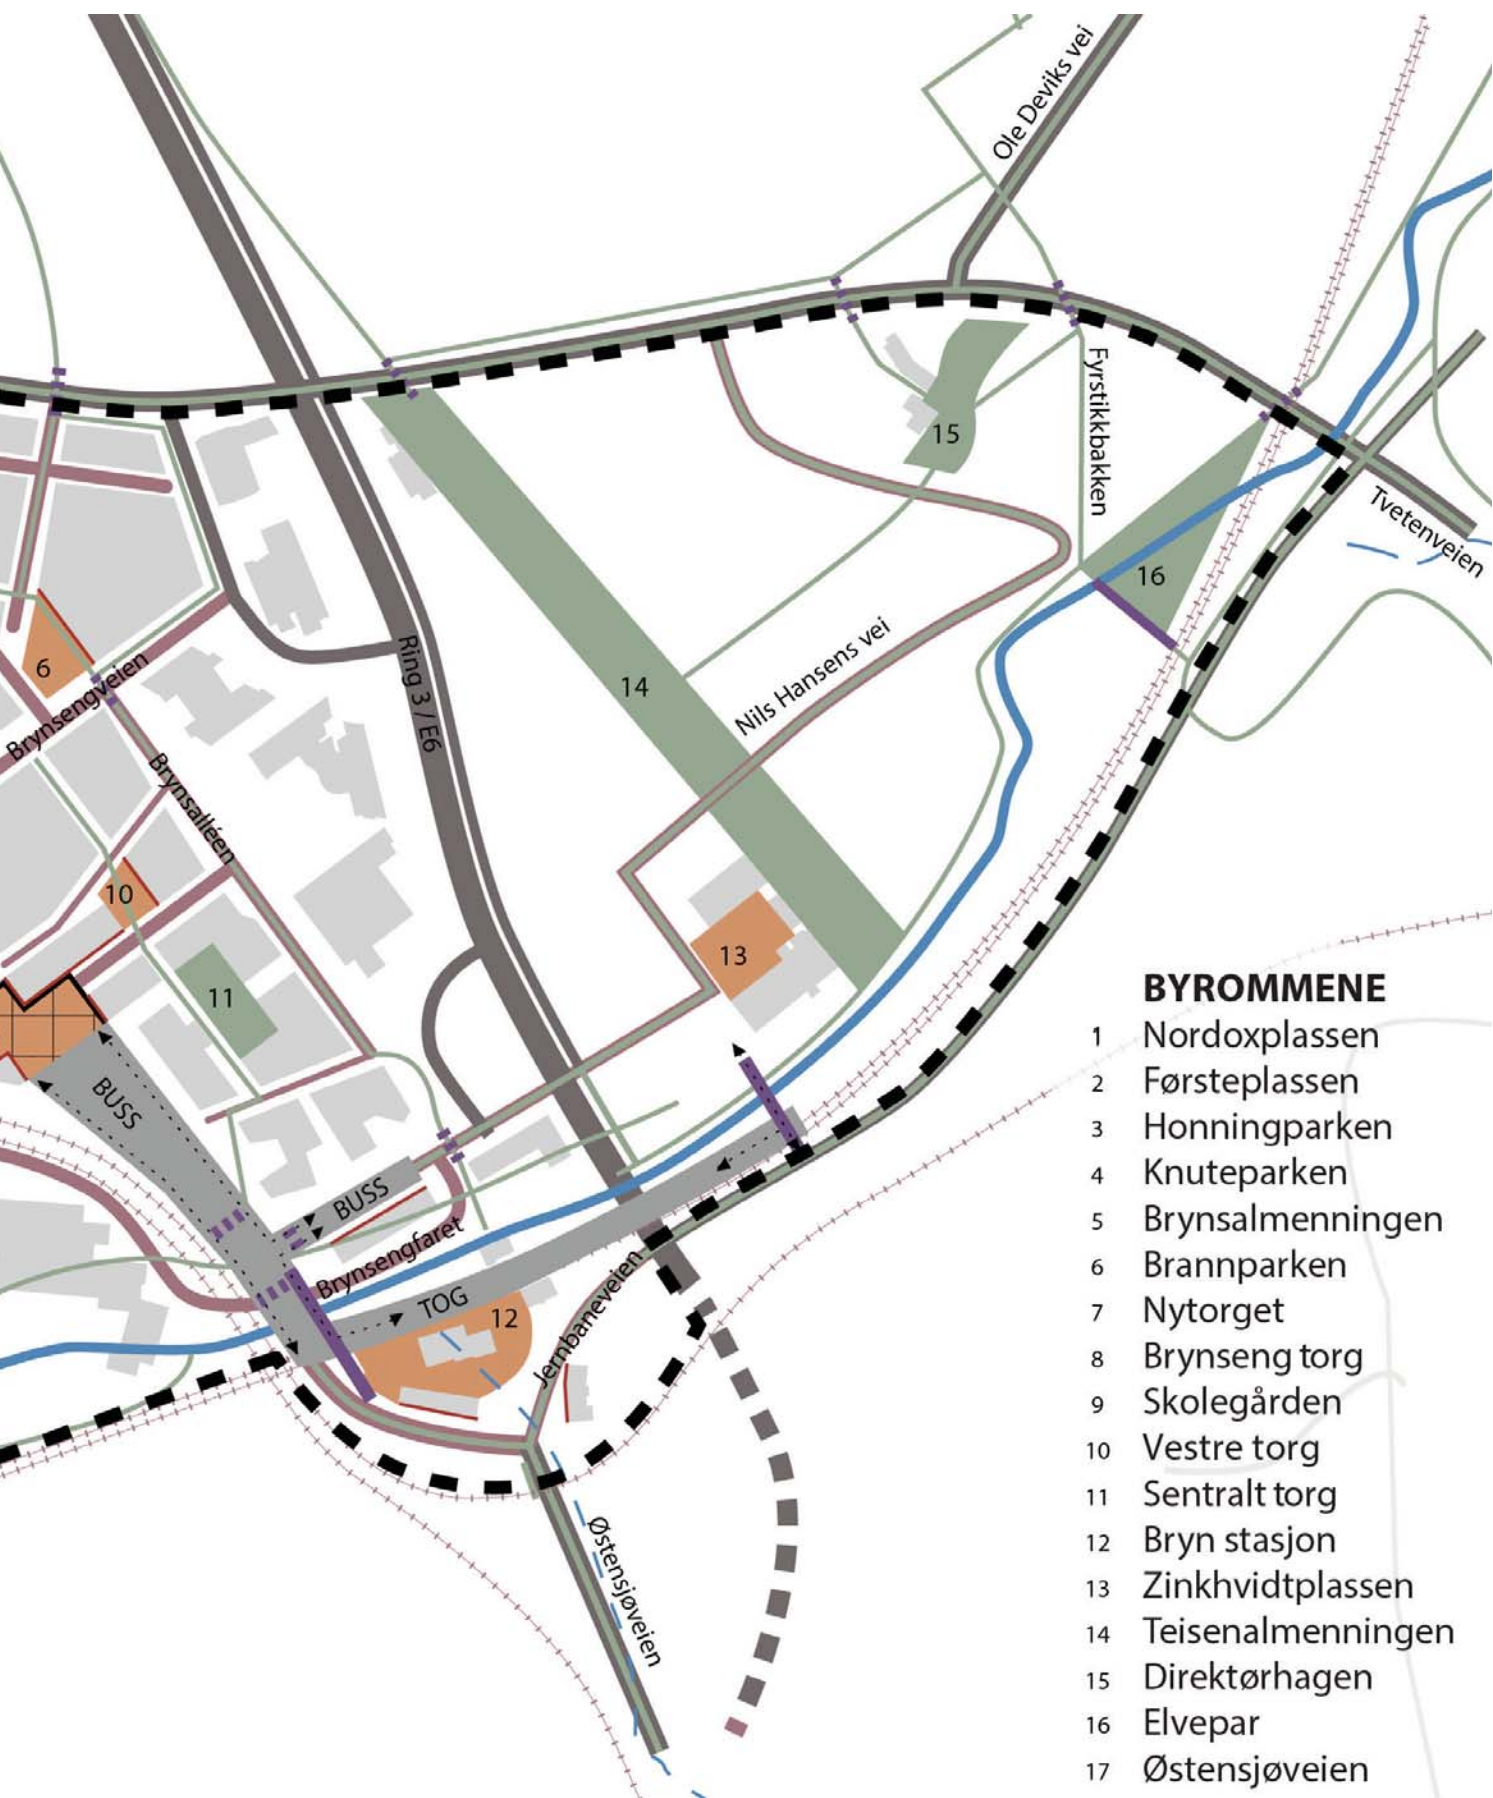 Ole Deviks vei
Fyrstikkbakken
15
Tvetenveien
16
6
Brynsengveien
Ring 3 / E6
14
Nils Hansens vei
Brynsalléen
10
13
11
BUSS
BUSS
Brynsengfaret
TOG
12
Jernbaneveien
Østensjøveien
BYROMMENE
1 Nordoxplassen
2 Førsteplassen
3 Honningparken
4 Knuteparken
5 Brynsalmenningen
6 Brannparken
7 Nytorget
8 Brynseng torg
9 Skolegården
10 Vestre torg
11 Sentralt torg
12 Bryn stasjon
13 Zinkhvidtplassen
14 Teisenalmenningen
15 Direktørhagen
16 Elvepar
17 Østensjøveien